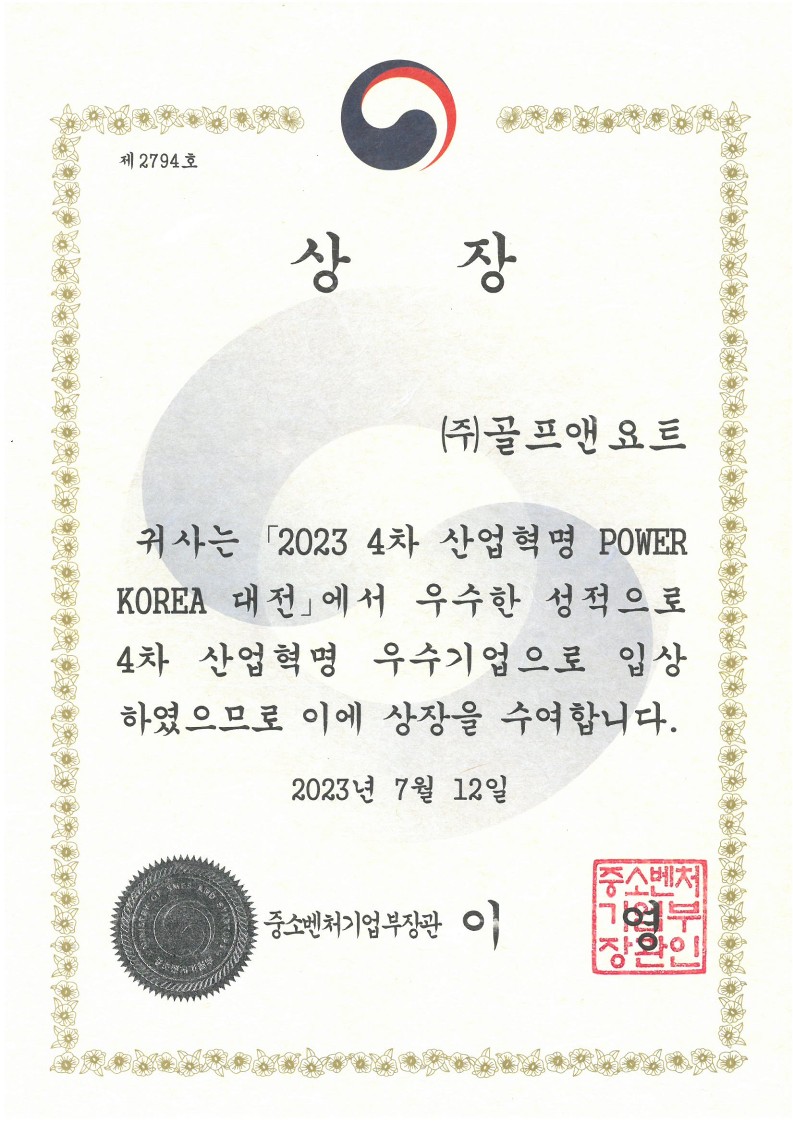 제 2794 호
상 장
(주)골프앤요트
귀사는 「2023 4차 산업혁명 POWER
KOREA 대전」에서 우수한 성적으로
4차 산업혁명 우수기업으로 입상
하였으므로 이에 상장을 수여합니다.
2023년 7월 12일
중소벤처기업부장관 이 영
중소벤처
기업부
장관인